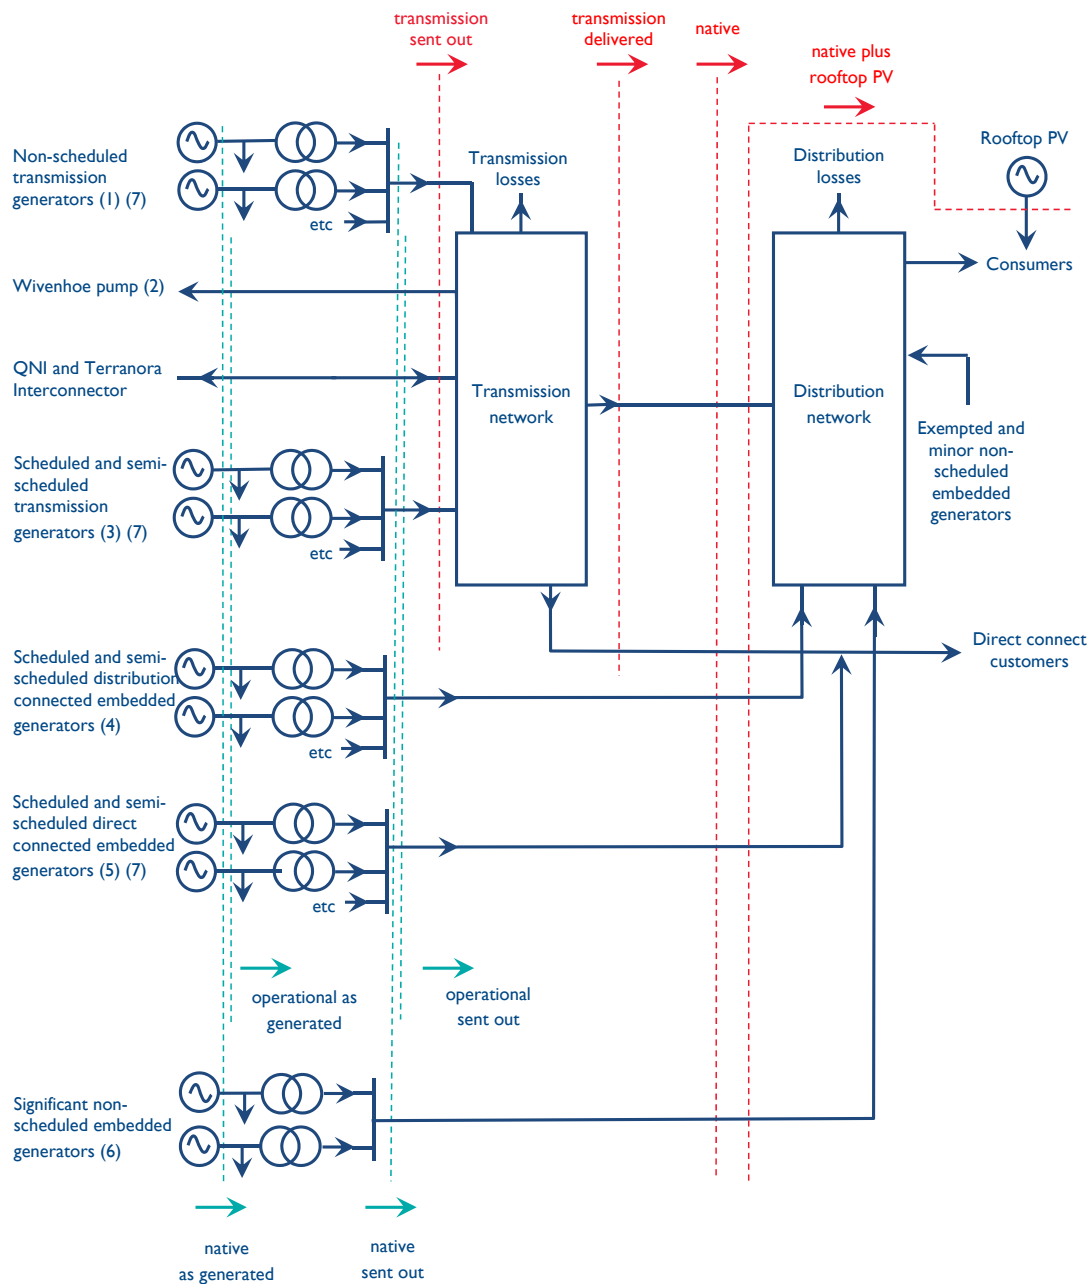 transmission
sent out
transmission
delivered
native
native plus
rooftop PV
Rooftop PV
Non-scheduled
transmission
generators (1) (7)
etc
Transmission
losses
Distribution
losses
Consumers
Wivenhoe pump (2)
QNI and Terranora
Interconnector
Transmission
network
Distribution
network
Exempted and
minor non-
scheduled
embedded
generators
Scheduled and semi-
scheduled
transmission
generators (3) (7)
etc
Direct connect
customers
Scheduled and semi-
scheduled distribution
connected embedded
generators (4)
etc
Scheduled and semi-
scheduled direct
connected embedded
generators (5) (7)
etc
operational as
generated
operational
sent out
Significant non-
scheduled embedded
generators (6)
native
as generated
native
sent out